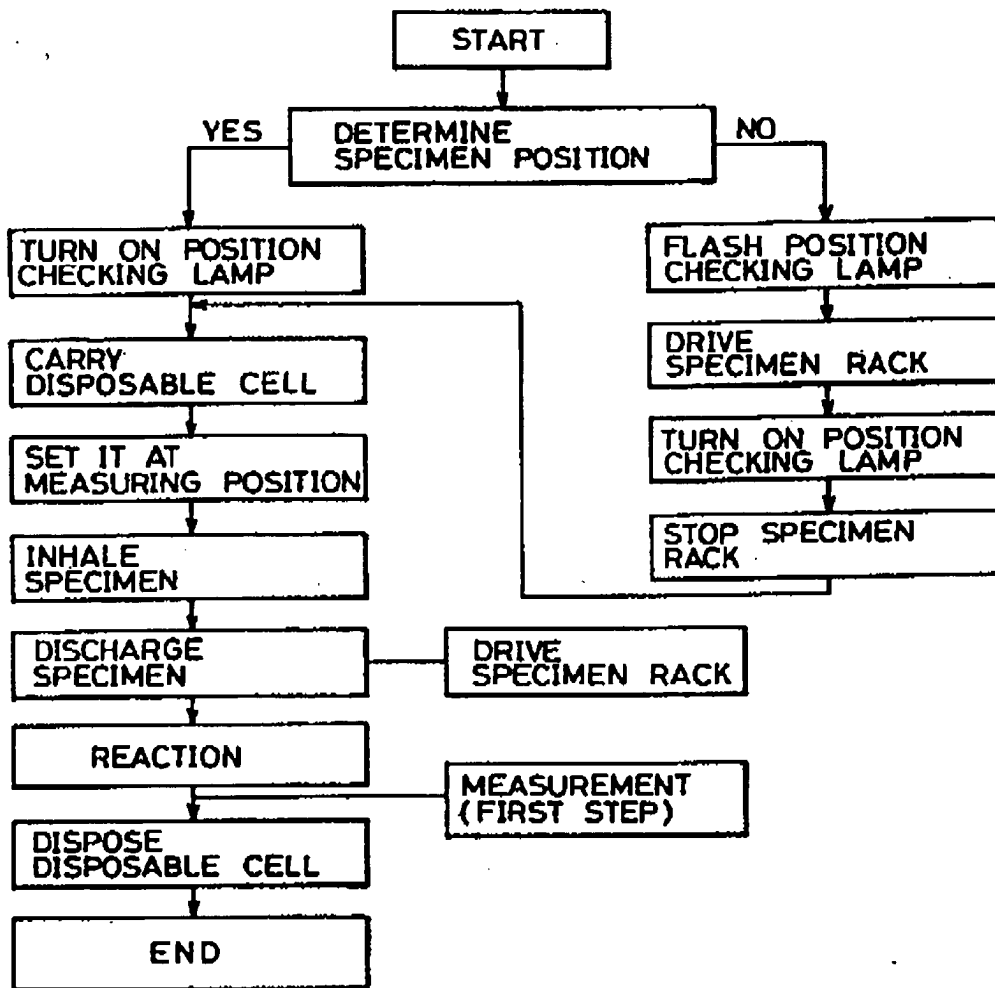 START
YES
DETERMINE
SPECIMEN POSITION
NO
TURN ON POSITION
CHECKING LAMP
FLASH POSITION
CHECKING LAMP
CARRY
DISPOSABLE CELL
DRIVE
SPECIMEN RACK
SET IT AT
MEASURING POSITION
TURN ON POSITION
CHECKING LAMP
INHALE
SPECIMEN
STOP SPECIMEN
RACK
DISCHARGE
SPECIMEN
DRIVE
SPECIMEN RACK
REACTION
MEASUREMENT
(FIRST STEP)
DISPOSE
DISPOSABLE CELL
END